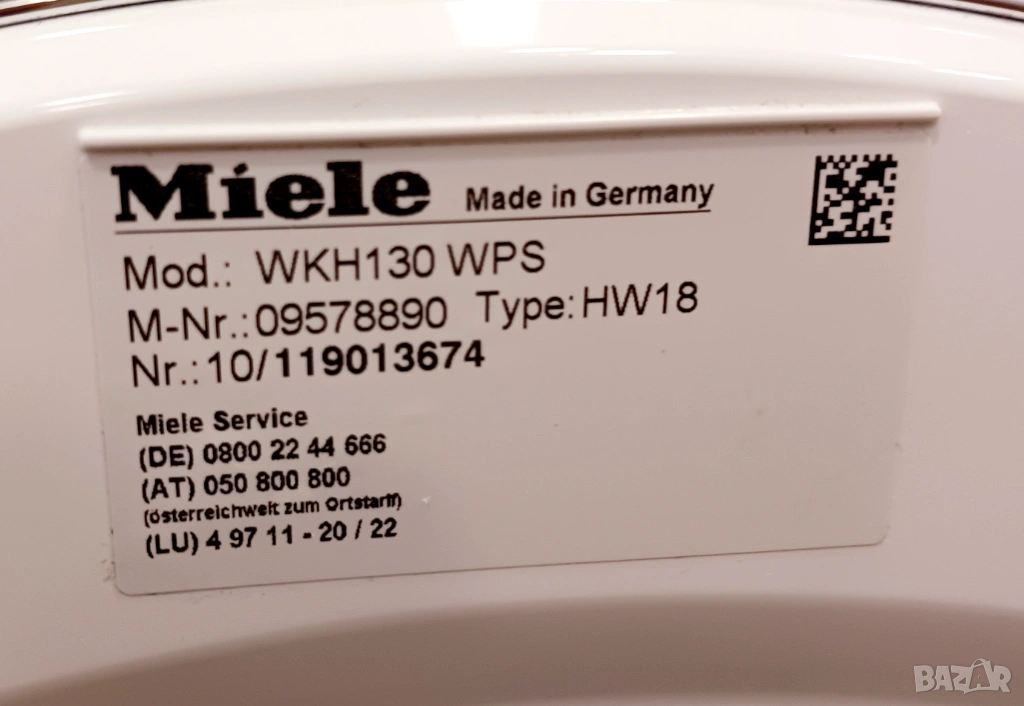 Miele Made in Germany
Mod.: WKH130 WPS
M-Nr.:09578890 Type:HW18
Nr.:10/119013674
Miele Service
(DE) 0800 22 44 666
(AT) 050 800 800
(österreichweit zum Ortstarif)
(LU) 4 97 11 - 20 / 22
BAZAR